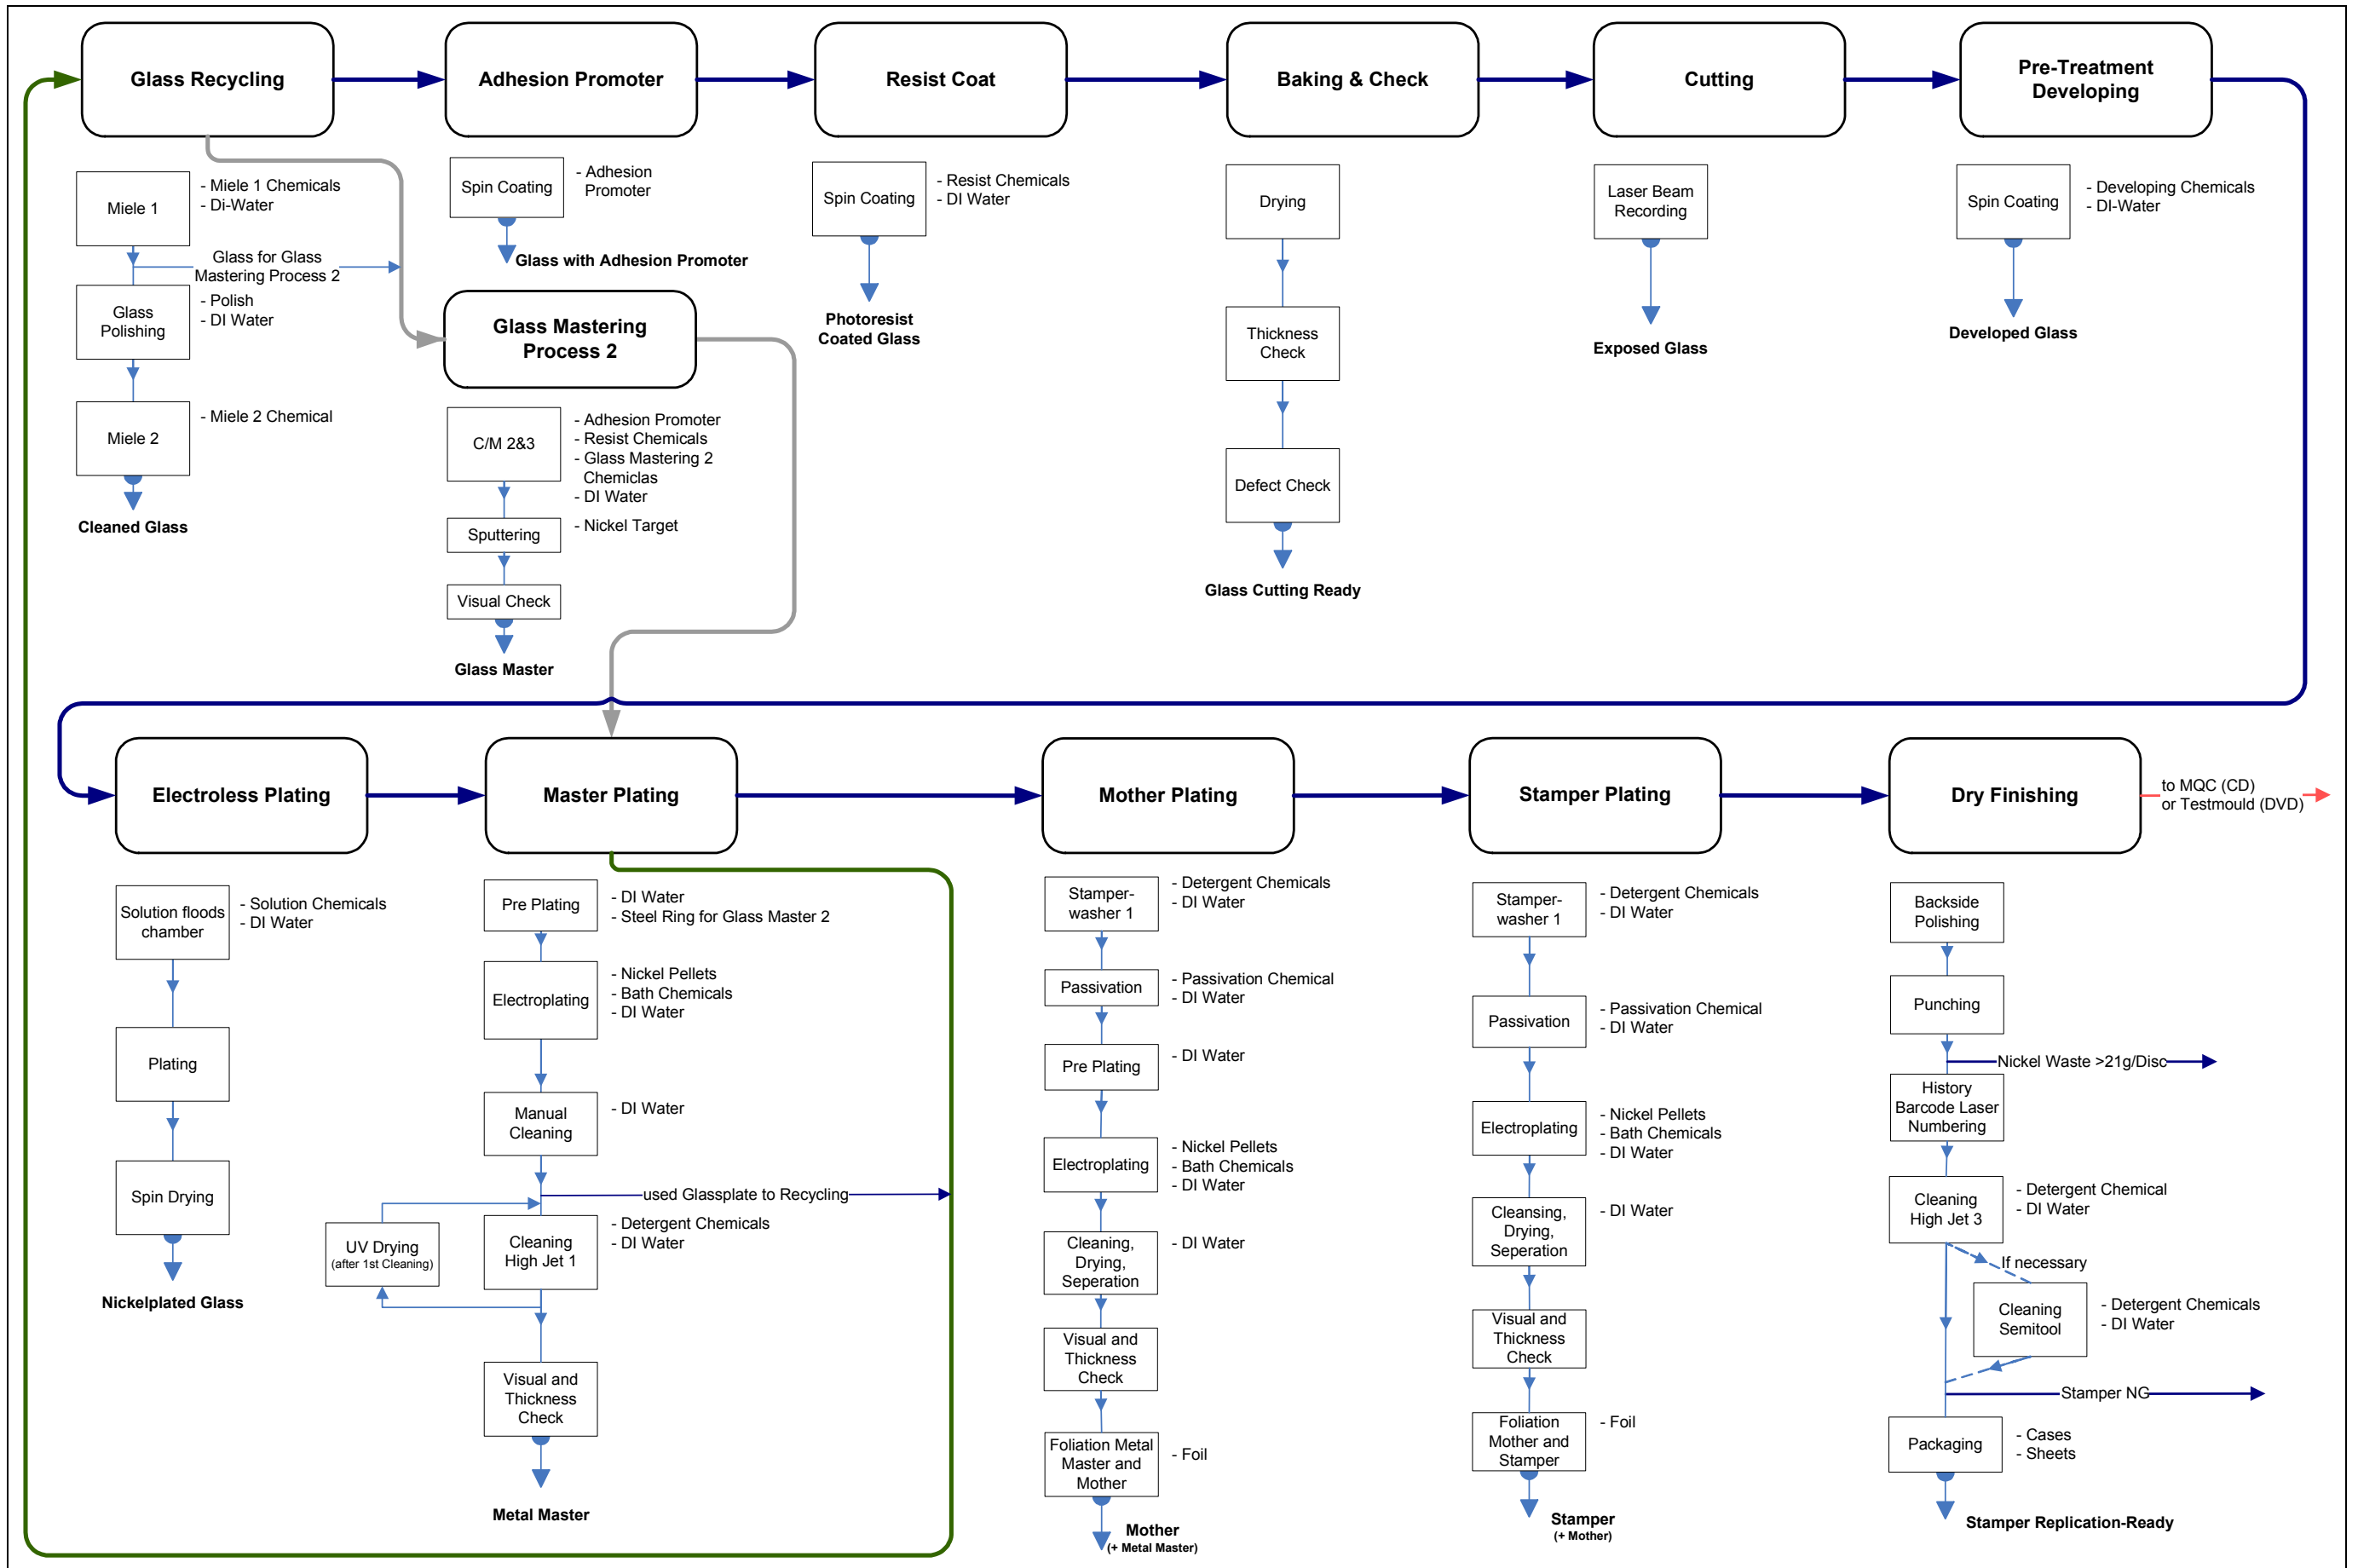 Glass Recycling
Adhesion Promoter
Resist Coat
Baking & Check
Cutting
Pre-Treatment
Developing
Miele 1
- Miele 1 Chemicals
- Di-Water
Glass for Glass
Mastering Process 2
Glass
Polishing
- Polish
- DI Water
Miele 2
- Miele 2 Chemical
Cleaned Glass
Spin Coating
- Adhesion
Promoter
Glass with Adhesion Promoter
Glass Mastering
Process 2
C/M 2&3
- Adhesion Promoter
- Resist Chemicals
- Glass Mastering 2
Chemiclas
- DI Water
Sputtering
- Nickel Target
Visual Check
Glass Master
Spin Coating
- Resist Chemicals
- DI Water
Photoresist
Coated Glass
Drying
Thickness
Check
Defect Check
Glass Cutting Ready
Laser Beam
Recording
Exposed Glass
Spin Coating
- Developing Chemicals
- DI-Water
Developed Glass
Electroless Plating
Master Plating
Mother Plating
Stamper Plating
Dry Finishing
to MQC (CD)
or Testmould (DVD)
Solution floods
chamber
- Solution Chemicals
- DI Water
Plating
Spin Drying
Nickelplated Glass
Pre Plating
- DI Water
- Steel Ring for Glass Master 2
Electroplating
- Nickel Pellets
- Bath Chemicals
- DI Water
Manual
Cleaning
- DI Water
used Glassplate to Recycling
UV Drying
(after 1st Cleaning)
Cleaning
High Jet 1
- Detergent Chemicals
- DI Water
Visual and
Thickness
Check
Metal Master
Stamper-
washer 1
- Detergent Chemicals
- DI Water
Passivation
- Passivation Chemical
- DI Water
Pre Plating
- DI Water
Electroplating
- Nickel Pellets
- Bath Chemicals
- DI Water
Cleaning,
Drying,
Seperation
- DI Water
Visual and
Thickness
Check
Foliation Metal
Master and
Mother
- Foil
Mother
(+ Metal Master)
Stamper-
washer 1
- Detergent Chemicals
- DI Water
Passivation
- Passivation Chemical
- DI Water
Electroplating
- Nickel Pellets
- Bath Chemicals
- DI Water
Cleansing,
Drying,
Seperation
- DI Water
Visual and
Thickness
Check
Foliation
Mother and
Stamper
- Foil
Stamper
(+ Mother)
Backside
Polishing
Punching
Nickel Waste >21g/Disc
History
Barcode Laser
Numbering
Cleaning
High Jet 3
- Detergent Chemical
- DI Water
If necessary
Cleaning
Semitool
- Detergent Chemicals
- DI Water
Stamper NG
Packaging
- Cases
- Sheets
Stamper Replication-Ready